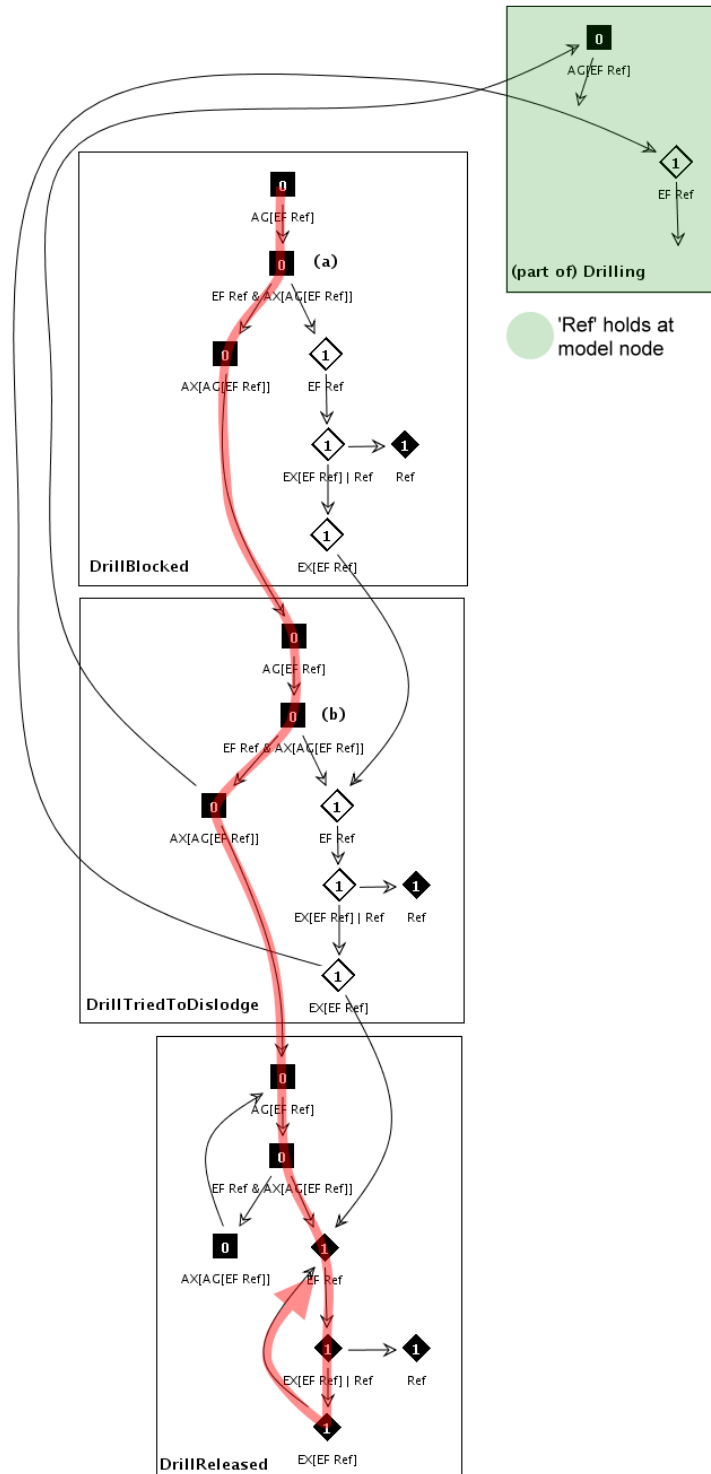 0
AG[EF Ref]
1
EF Ref
(part of) Drilling
'Ref' holds at
model node
0
AG[EF Ref]
0
(a)
EF Ref & AX[AG[EF Ref]]
0
1
AX[AG[EF Ref]]
EF Ref
1
1
EX[EF Ref] | Ref
Ref
1
EX[EF Ref]
DrillBlocked
0
AG[EF Ref]
0
(b)
EF Ref & AX[AG[EF Ref]]
0
1
AX[AG[EF Ref]]
EF Ref
1
1
EX[EF Ref] | Ref
Ref
1
EX[EF Ref]
DrillTriedToDislodge
0
AG[EF Ref]
0
EF Ref & AX[AG[EF Ref]]
0
1
AX[AG[EF Ref]]
EF Ref
1
1
EX[EF Ref] | Ref
Ref
1
EX[EF Ref]
DrillReleased